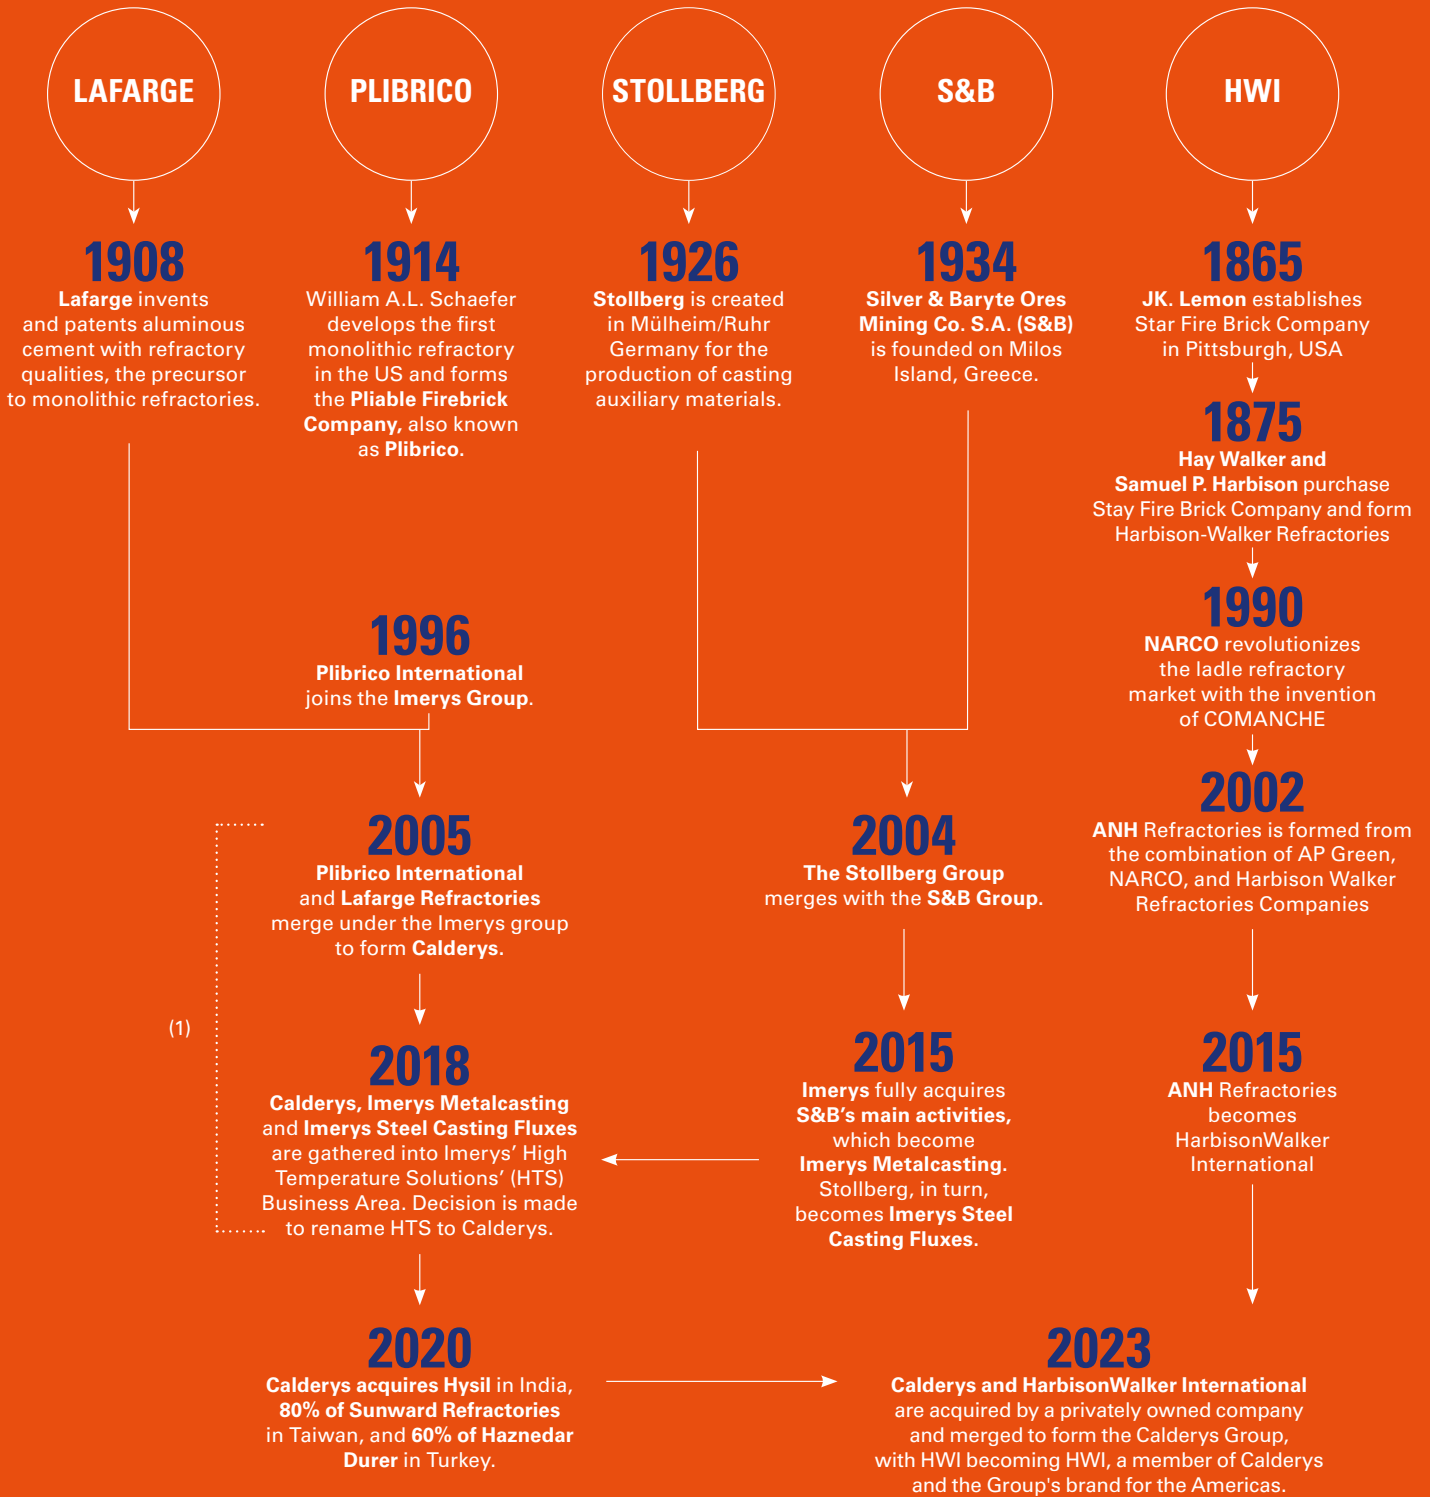 LAFARGE
PLIBRICO
STOLLBERG
S&B
HWI
1908
Lafarge invents
and patents aluminous
cement with refractory
qualities, the precursor
to monolithic refractories.
1914
William A.L. Schaefer
develops the first
monolithic refractory
in the US and forms
the Pliable Firebrick
Company, also known
as Plibrico.
1926
Stollberg is created
in Mülheim/Ruhr
Germany for the
production of casting
auxiliary materials.
1934
Silver & Baryte Ores
Mining Co. S.A. (S&B)
is founded on Milos
Island, Greece.
1865
JK. Lemon establishes
Star Fire Brick Company
in Pittsburgh, USA
1875
Hay Walker and
Samuel P. Harbison purchase
Stay Fire Brick Company and form
Harbison-Walker Refractories
1990
NARCO revolutionizes
the ladle refractory
market with the invention
of COMANCHE
1996
Plibrico International
joins the Imerys Group.
2002
ANH Refractories is formed from
the combination of AP Green,
NARCO, and Harbison Walker
Refractories Companies
2005
Plibrico International
and Lafarge Refractories
merge under the Imerys group
to form Calderys.
2004
The Stollberg Group
merges with the S&B Group.
(1)
2018
Calderys, Imerys Metalcasting
and Imerys Steel Casting Fluxes
are gathered into Imerys’ High
Temperature Solutions’ (HTS)
Business Area. Decision is made
to rename HTS to Calderys.
2015
Imerys fully acquires
S&B’s main activities,
which become
Imerys Metalcasting.
Stollberg, in turn,
becomes Imerys Steel
Casting Fluxes.
2015
ANH Refractories
becomes
HarbisonWalker
International
2020
Calderys acquires Hysil in India,
80% of Sunward Refractories
in Taiwan, and 60% of Haznedar
Durer in Turkey.
2023
Calderys and HarbisonWalker International
are acquired by a privately owned company
and merged to form the Calderys Group,
with HWI becoming HWI, a member of Calderys
and the Group's brand for the Americas.